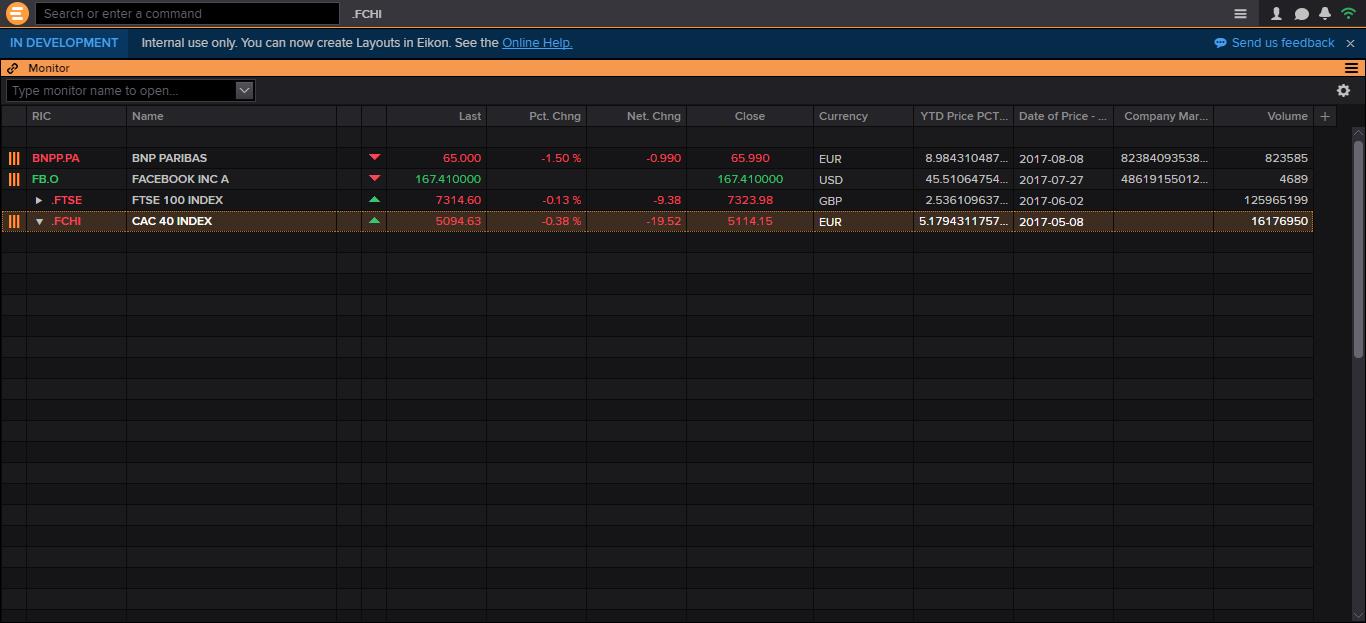 Search or enter a command .FCHI
IN DEVELOPMENT Internal use only. You can now create Layouts in Eikon. See the Online Help. Send us feedback
Monitor
Type monitor name to open...
RIC Name Last Pct. Chng Net. Chng Close Currency YTD Price PCT... Date of Price - ... Company Mar... Volume
BNPP.PA BNP PARIBAS 65.000 -1.50 % -0.990 65.990 EUR 8.984310487... 2017-08-08 82384093538... 823585
FB.O FACEBOOK INC A 167.410000 167.410000 USD 45.51064754... 2017-07-27 48619155012... 4689
.FTSE FTSE 100 INDEX 7314.60 -0.13 % -9.38 7323.98 GBP 2.536109637... 2017-06-02 125965199
.FCHI CAC 40 INDEX 5094.63 -0.38 % -19.52 5114.15 EUR 5.1794311757... 2017-05-08 16176950